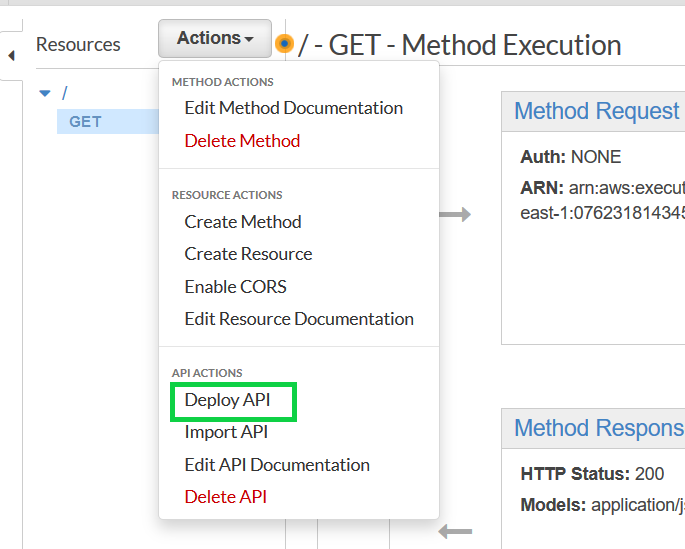 Resources
Actions
/ - GET - Method Execution
/
GET
METHOD ACTIONS
Edit Method Documentation
Delete Method
RESOURCE ACTIONS
Create Method
Create Resource
Enable CORS
Edit Resource Documentation
API ACTIONS
Deploy API
Import API
Edit API Documentation
Delete API
Method Request
Auth: NONE
ARN: arn:aws:execut
east-1:076231814345
Method Respons
HTTP Status: 200
Models: application/js